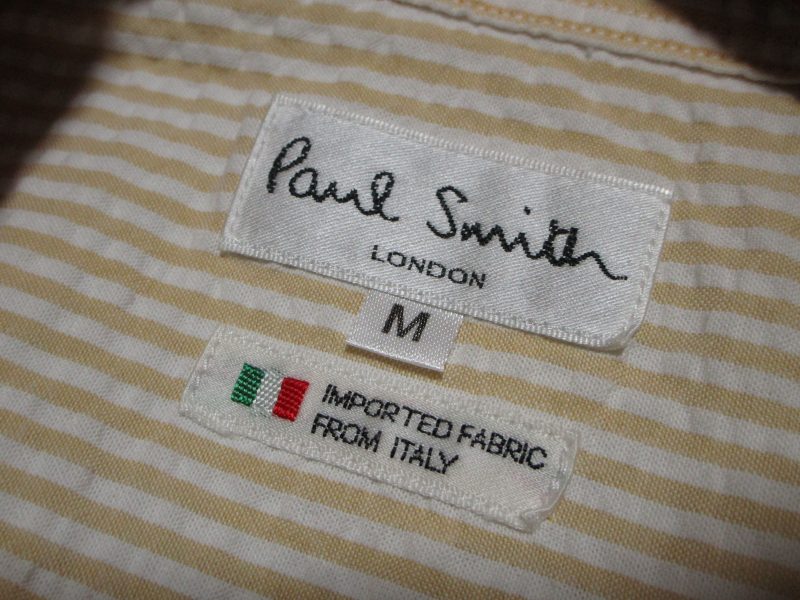 Paul Smith
LONDON
M
IMPORTED FABRIC
FROM ITALY